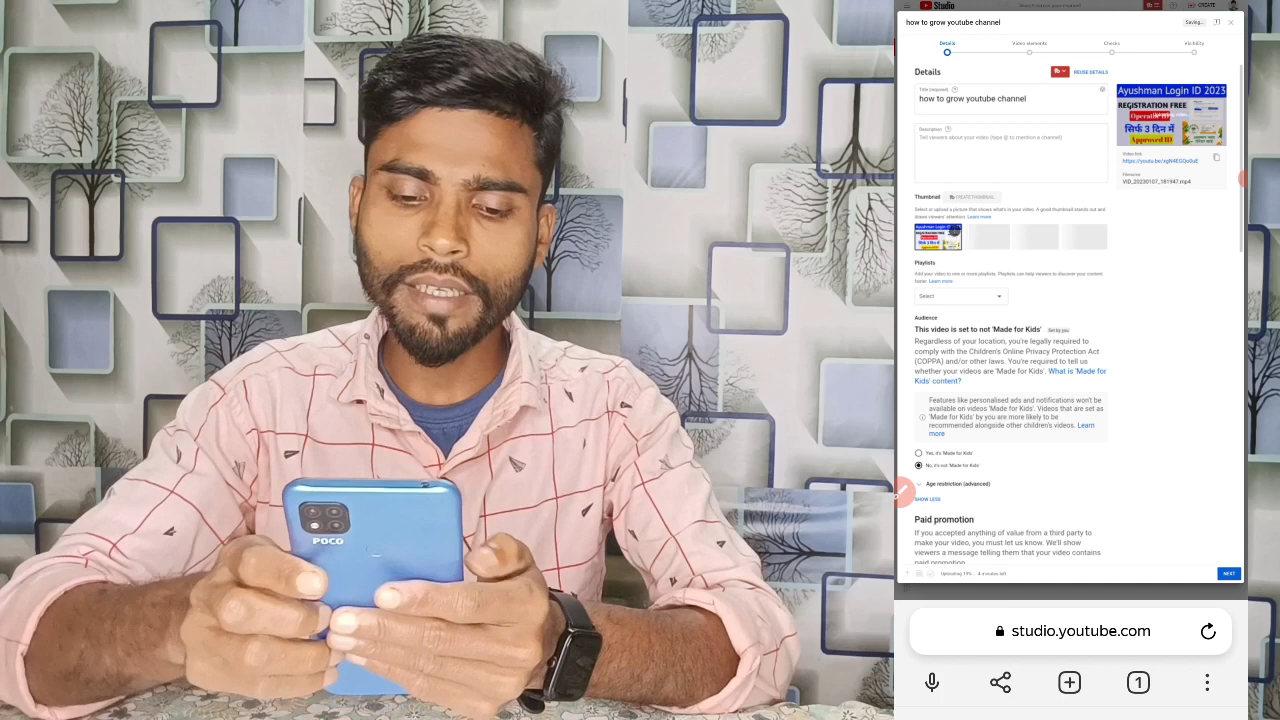 Studio
CREATE
how to grow youtube channel
Saving...
Details
Video elements
Checks
Visibility
Details
REUSE DETAILS
Title (required)
how to grow youtube channel
Description
Tell viewers about your video (type @ to mention a channel)
Ayushman Login ID 2023
REGISTRATION FREE
Operator ID
सिर्फ 3 दिन में
Approved ID
Video link
Filename
VID_20230107_181947.mp4
Thumbnail
CREATE THUMBNAIL
Select or upload a picture that shows what's in your video. A good thumbnail stands out and
draws viewers' attention. Learn more
Playlists
Add your video to one or more playlists. Playlists can help viewers to discover your content
faster. Learn more
Select
Audience
This video is set to not 'Made for Kids'
Set by you
Regardless of your location, you're legally required to
comply with the Children's Online Privacy Protection Act
(COPPA) and/or other laws. You're required to tell us
whether your videos are 'Made for Kids'. What is 'Made for
Kids' content?
Features like personalised ads and notifications won't be
available on videos 'Made for Kids'. Videos that are set as
'Made for Kids' by you are more likely to be
recommended alongside other children's videos. Learn
more
Yes, it's 'Made for Kids'
No, it's not 'Made for Kids'
Age restriction (advanced)
SHOW LESS
Paid promotion
If you accepted anything of value from a third party to
make your video, you must let us know. We'll show
viewers a message telling them that your video contains
paid promotion.
4 minutes left
NEXT
studio.youtube.com
1
POCO